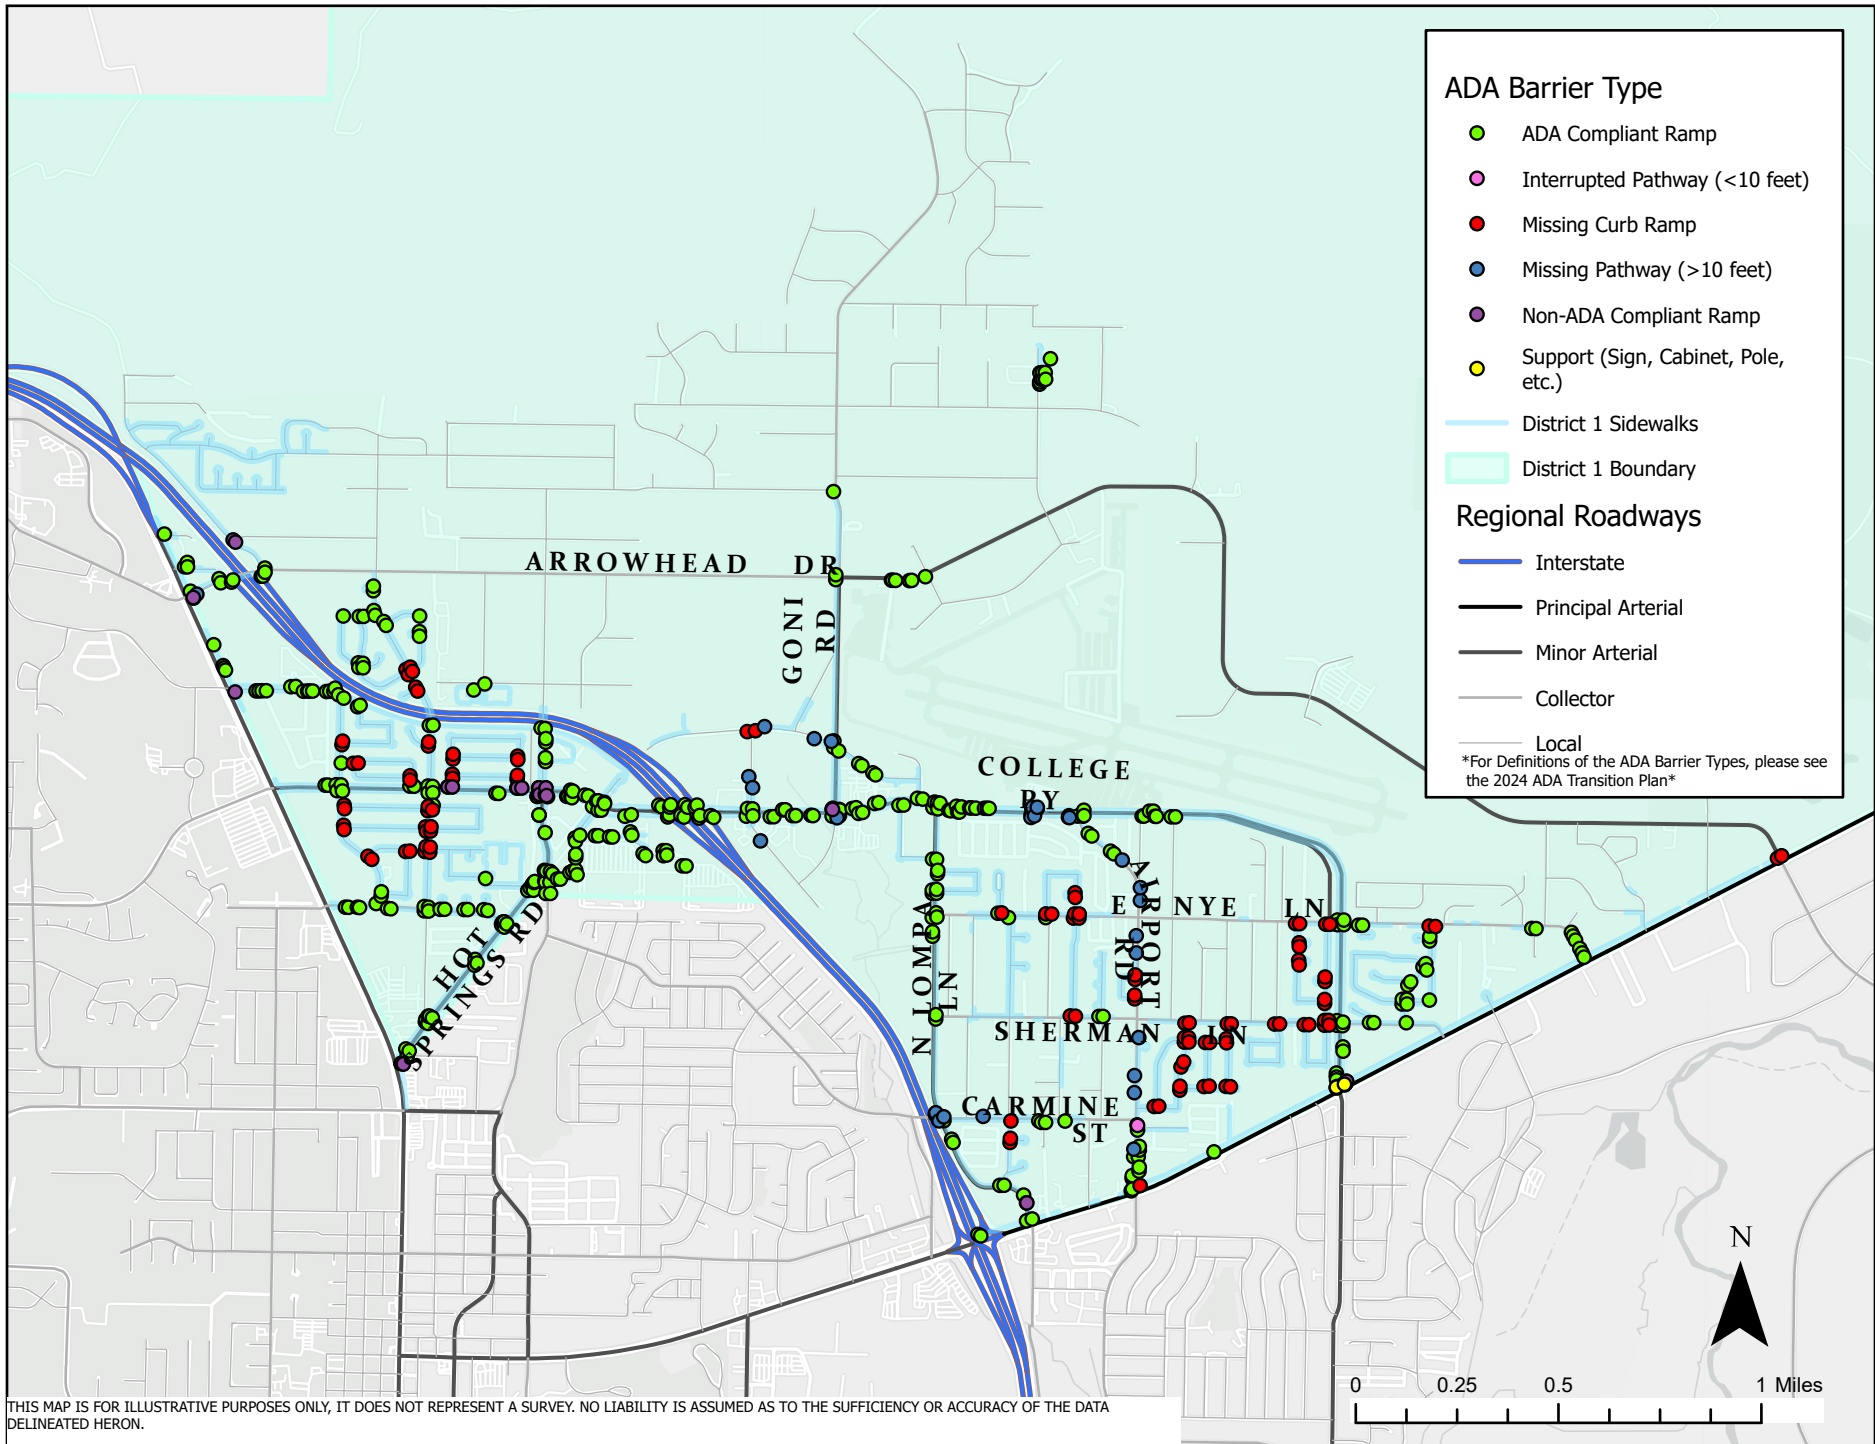 ADA Barrier Type
ADA Compliant Ramp
Interrupted Pathway (<10 feet)
Missing Curb Ramp
Missing Pathway (>10 feet)
Non-ADA Compliant Ramp
Support (Sign, Cabinet, Pole,
etc.)
District 1 Sidewalks
District 1 Boundary
Regional Roadways
Interstate
Principal Arterial
Minor Arterial
Collector
Local
*For Definitions of the ADA Barrier Types, please see
the 2024 ADA Transition Plan*
ARROWHEAD DR
GONI
RD
COLLEGE
PY
AIRPORT
RD
E NYE LN
N LOMPA
LN
HOT
SPRINGS RD
SHERMAN LN
CARMINE
ST
N
0 0.25 0.5 1 Miles
THIS MAP IS FOR ILLUSTRATIVE PURPOSES ONLY, IT DOES NOT REPRESENT A SURVEY. NO LIABILITY IS ASSUMED AS TO THE SUFFICIENCY OR ACCURACY OF THE DATA
DELINEATED HERON.